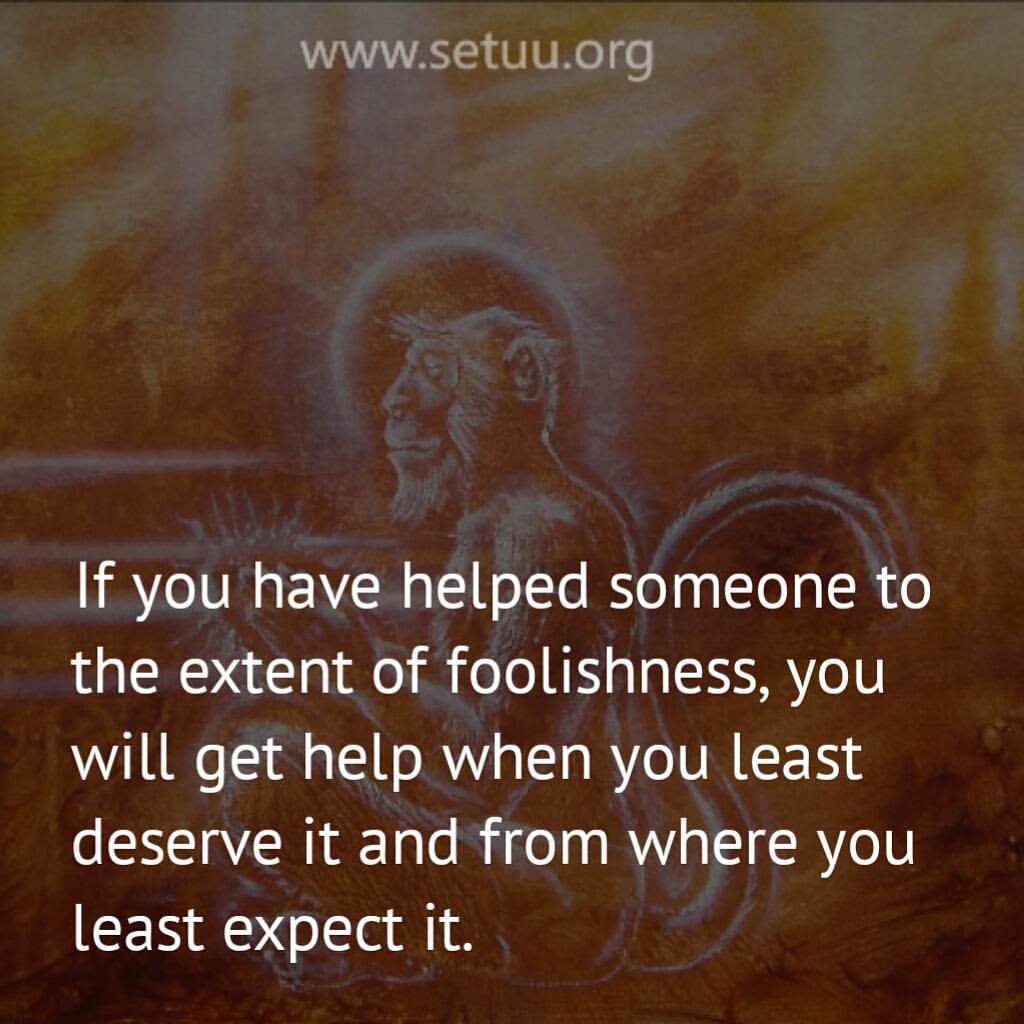 www.setuu.org
If you have helped someone to
the extent of foolishness, you
will get help when you least
deserve it and from where you
least expect it.